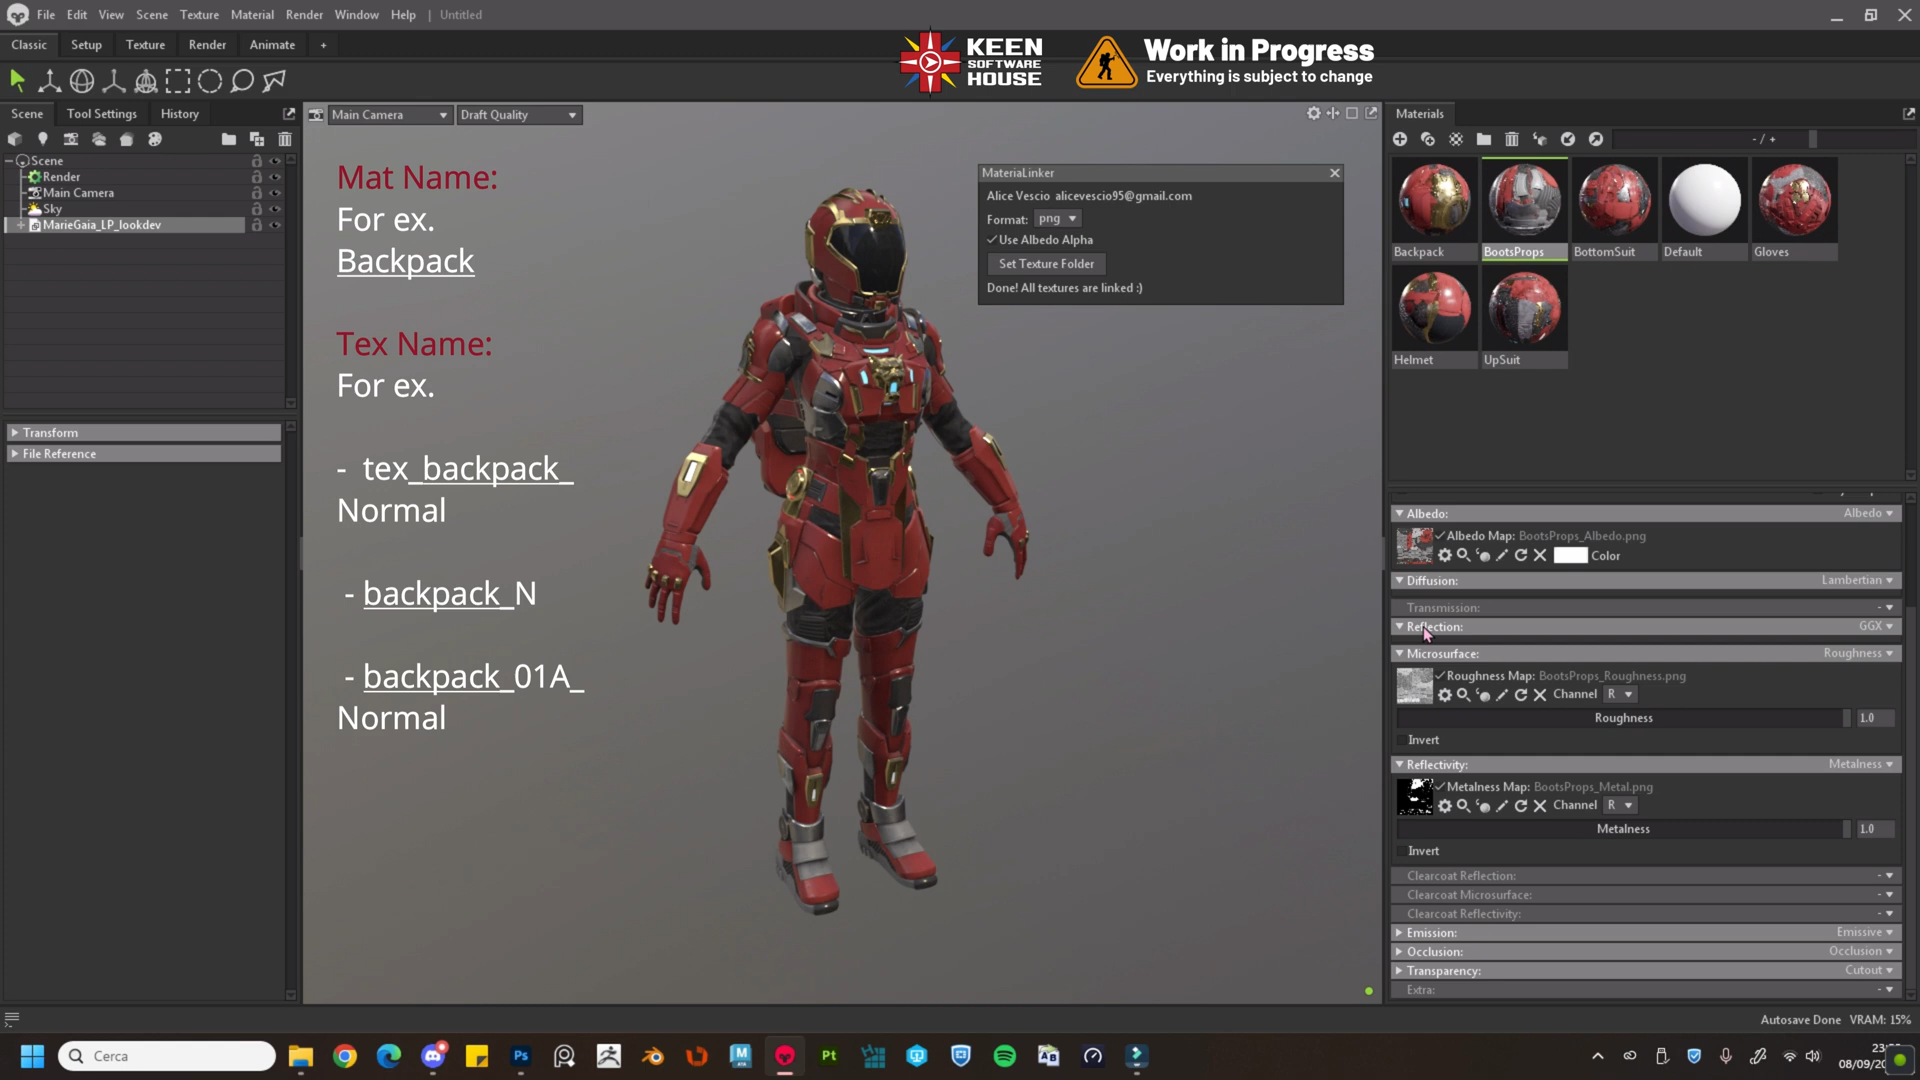 File Edit View Scene Texture Material Render Window Help | Untitled
Classic Setup Texture Render Animate +
KEEN
SOFTWARE
HOUSE
Work in Progress
Everything is subject to change
Scene Tool Settings History
Main Camera
Draft Quality
Materials
- / +
Scene
Render
Main Camera
Sky
MarieGaia_LP_lookdev
Transform
File Reference
Mat Name:
For ex.
Backpack
Tex Name:
For ex.
- tex_backpack_
Normal
- backpack_N
- backpack_01A_
Normal
MateriaLinker
Alice Vescio alicevescio95@gmail.com
Format: png
Use Albedo Alpha
Set Texture Folder
Done! All textures are linked :)
Backpack BootsProps BottomSuit Default Gloves
Helmet UpSuit
Albedo: Albedo
Albedo Map: BootsProps_Albedo.png
Color
Diffusion: Lambertian
Transmission: -
Reflection: GGX
Microsurface: Roughness
Roughness Map: BootsProps_Roughness.png
Channel R
Roughness 1.0
Invert
Reflectivity: Metalness
Metalness Map: BootsProps_Metal.png
Channel R
Metalness 1.0
Invert
Clearcoat Reflection: -
Clearcoat Microsurface: -
Clearcoat Reflectivity: -
Emission: Emissive
Occlusion: Occlusion
Transparency: Cutout
Extra: -
Autosave Done VRAM: 15%
Cerca
Ps
M
Pt